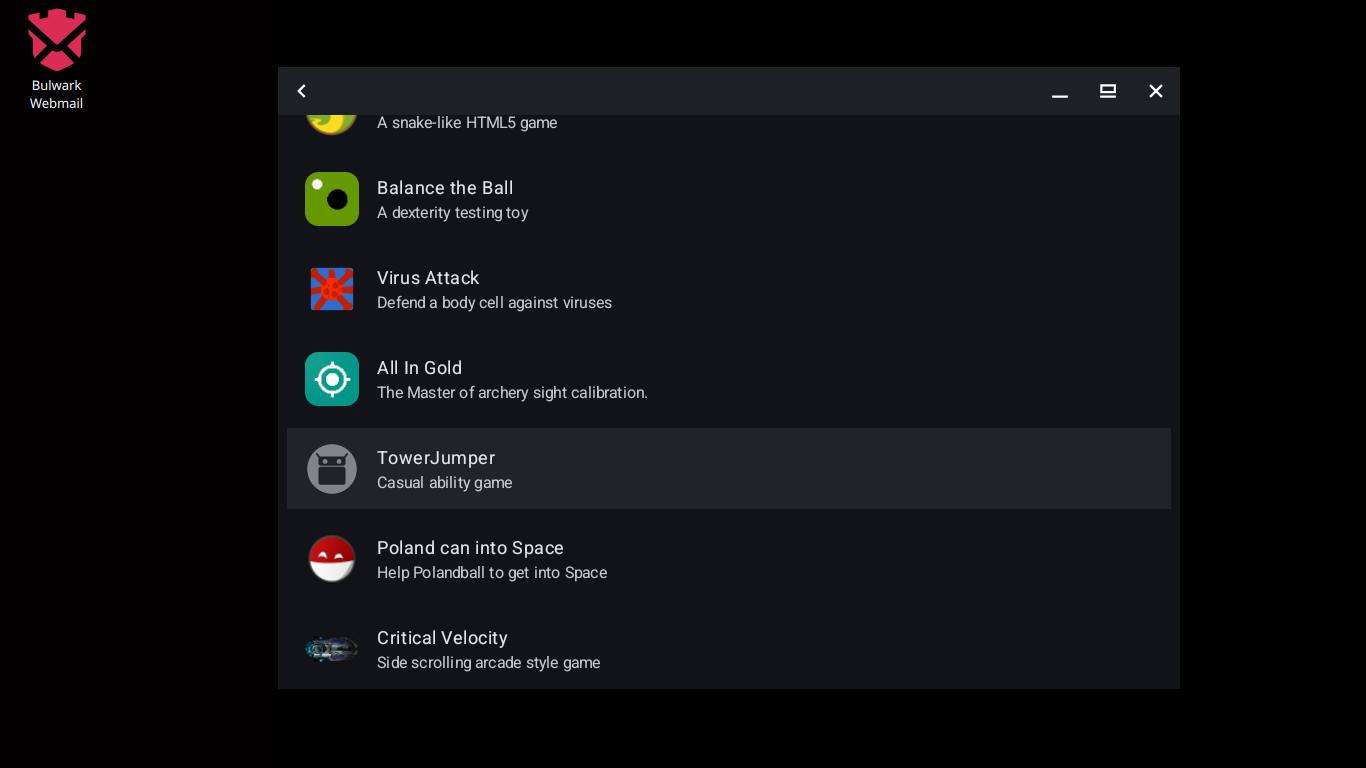 Bulwark
Webmail
A snake-like HTML5 game
Balance the Ball
A dexterity testing toy
Virus Attack
Defend a body cell against viruses
All In Gold
The Master of archery sight calibration.
TowerJumper
Casual ability game
Poland can into Space
Help Polandball to get into Space
Critical Velocity
Side scrolling arcade style game